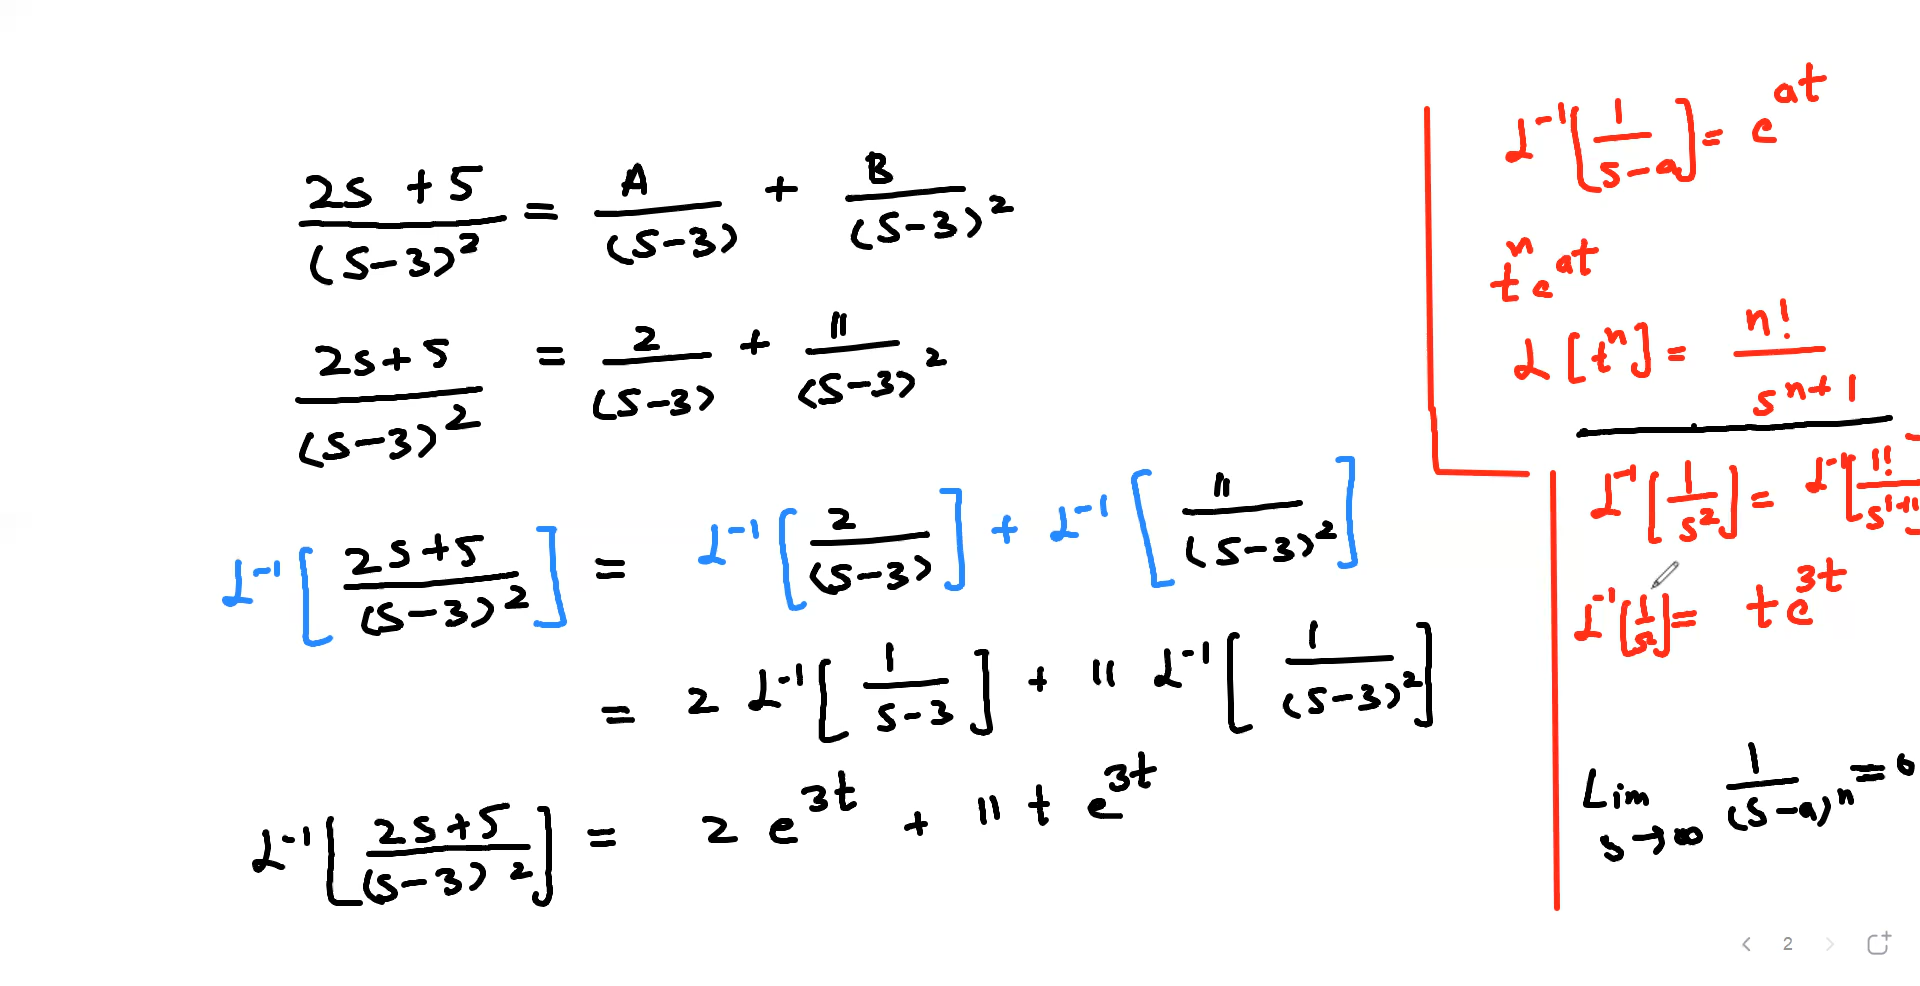 2s + 5 / (s-3)² = A / (s-3) + B / (s-3)²
2s+5 / (s-3)² = 2 / (s-3) + 11 / (s-3)²
L⁻¹[2s+5 / (s-3)²] = L⁻¹[2 / (s-3)] + L⁻¹[11 / (s-3)²]
= 2 L⁻¹[1 / s-3] + 11 L⁻¹[1 / (s-3)²]
L⁻¹[2s+5 / (s-3)²] = 2 e^3t + 11 t e^3t
L⁻¹[1 / s-a] = e^at
t^n e^at
L[t^n] = n! / s^n+1
L⁻¹[1 / s²] = L⁻¹[1! / s^1+1
L⁻¹[1 / s²] = t e^3t
Lim s→∞ 1 / (s-a)^n = 0
2